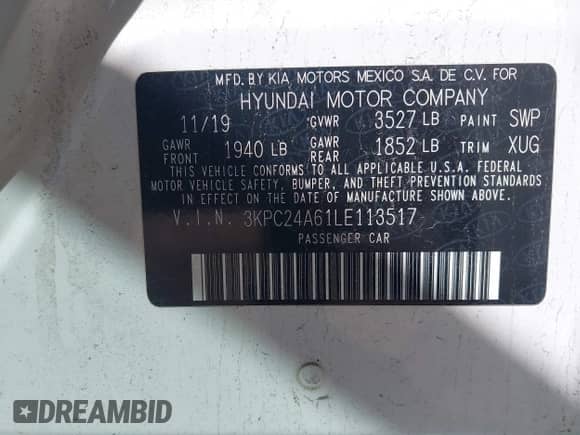 MFD. BY KIA MOTORS MEXICO S.A. DE C.V. FOR
HYUNDAI MOTOR COMPANY
11/19 GVWR 3527 LB PAINT SWP
GAWR FRONT 1940 LB GAWR REAR 1852 LB TRIM XUG
THIS VEHICLE CONFORMS TO ALL APPLICABLE U.S.A. FEDERAL
MOTOR VEHICLE SAFETY, BUMPER, AND THEFT PREVENTION STANDARDS
IN EFFECT ON THE DATE OF MANUFACTURE SHOWN ABOVE.
V.I.N. 3KPC24A61LE113517
PASSENGER CAR
DREAMBID